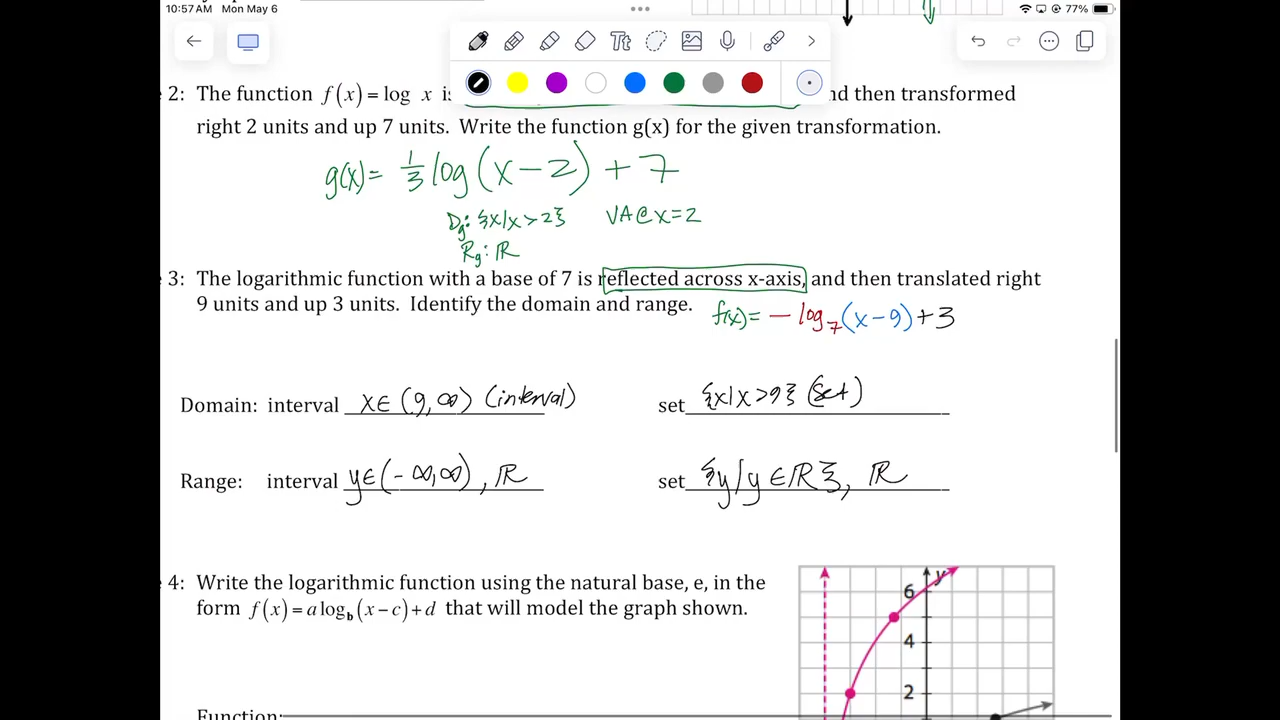 10:57 AM Mon May 6
77%
2: The function f(x) = log x is nd then transformed
right 2 units and up 7 units. Write the function g(x) for the given transformation.
g(x) = 1/3 log(x-2) + 7
D_g: {x|x>2} VA@x=2
R_g: ℝ
3: The logarithmic function with a base of 7 is reflected across x-axis, and then translated right
9 units and up 3 units. Identify the domain and range.
f(x) = - log₇(x-9)+3
Domain: interval x∈(9,∞) (interval) set {x|x>9} (set)
Range: interval y∈(-∞,∞), ℝ set {y/y∈ℝ}, ℝ
4: Write the logarithmic function using the natural base, e, in the
form f(x) = a log_b(x-c)+d that will model the graph shown.
y
6
4
2
Function: